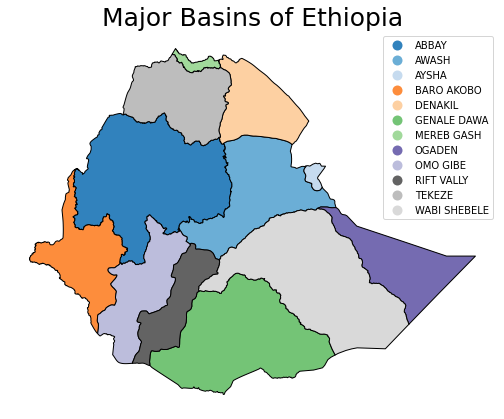 Major Basins of Ethiopia
ABBAY
AWASH
AYSHA
BARO AKOBO
DENAKIL
GENALE DAWA
MEREB GASH
OGADEN
OMO GIBE
RIFT VALLY
TEKEZE
WABI SHEBELE